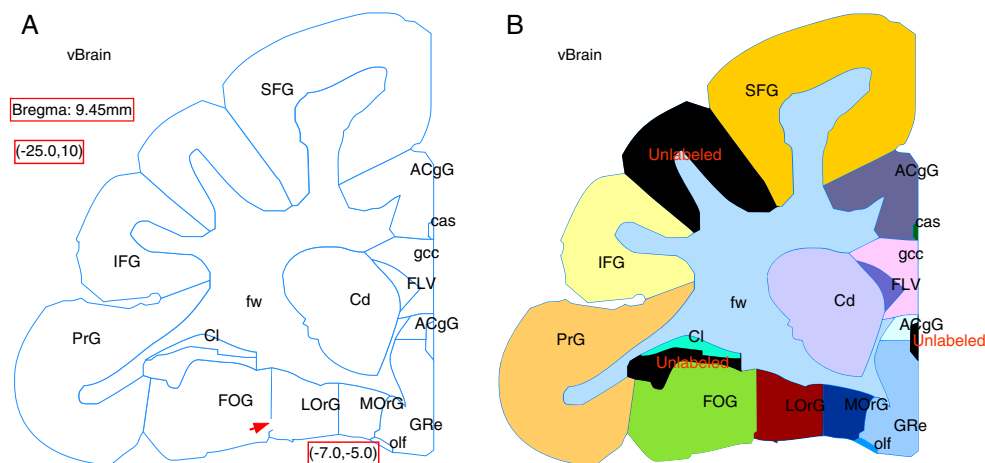 A
vBrain
Bregma: 9.45mm
(-25.0,10)
SFG
ACgG
cas
gcc
IFG
FLV
fw
Cd
ACgG
PrG
Cl
FOG
LOrG
MOrG
GRe
olf
(-7.0,-5.0)
B
vBrain
SFG
Unlabeled
ACgG
cas
gcc
IFG
FLV
fw
Cd
ACgG
Unlabeled
PrG
Cl
Unlabeled
FOG
LOrG
MOrG
GRe
olf